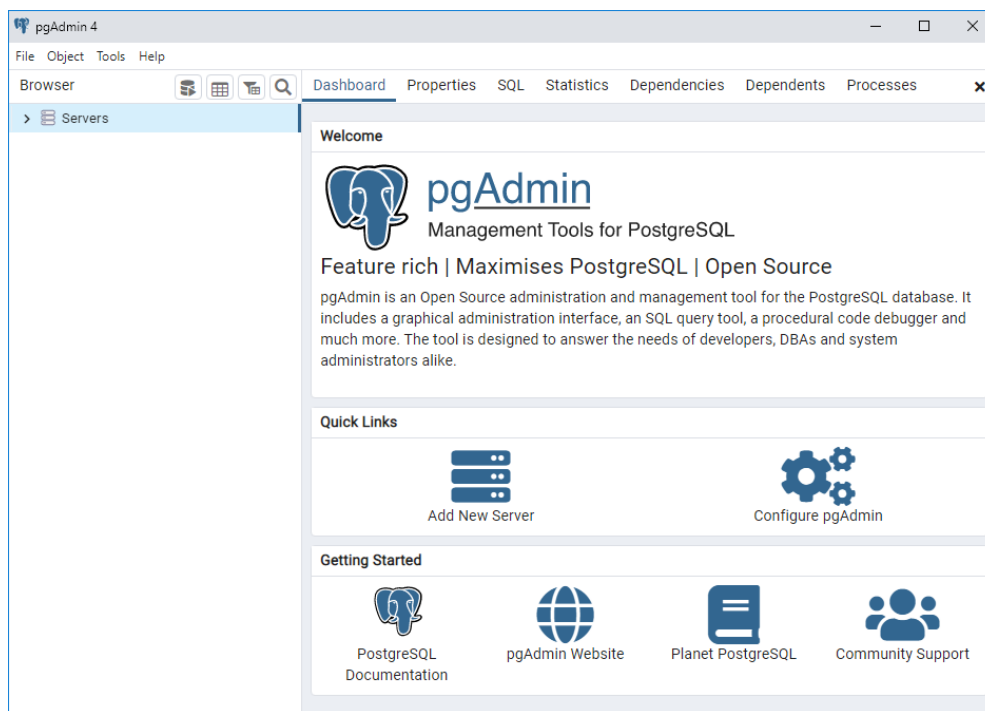 pgAdmin 4
File Object Tools Help
Browser
Dashboard Properties SQL Statistics Dependencies Dependents Processes
Servers
Welcome
pgAdmin
Management Tools for PostgreSQL
Feature rich | Maximises PostgreSQL | Open Source
pgAdmin is an Open Source administration and management tool for the PostgreSQL database. It
includes a graphical administration interface, an SQL query tool, a procedural code debugger and
much more. The tool is designed to answer the needs of developers, DBAs and system
administrators alike.
Quick Links
Add New Server
Configure pgAdmin
Getting Started
PostgreSQL
Documentation
pgAdmin Website
Planet PostgreSQL
Community Support